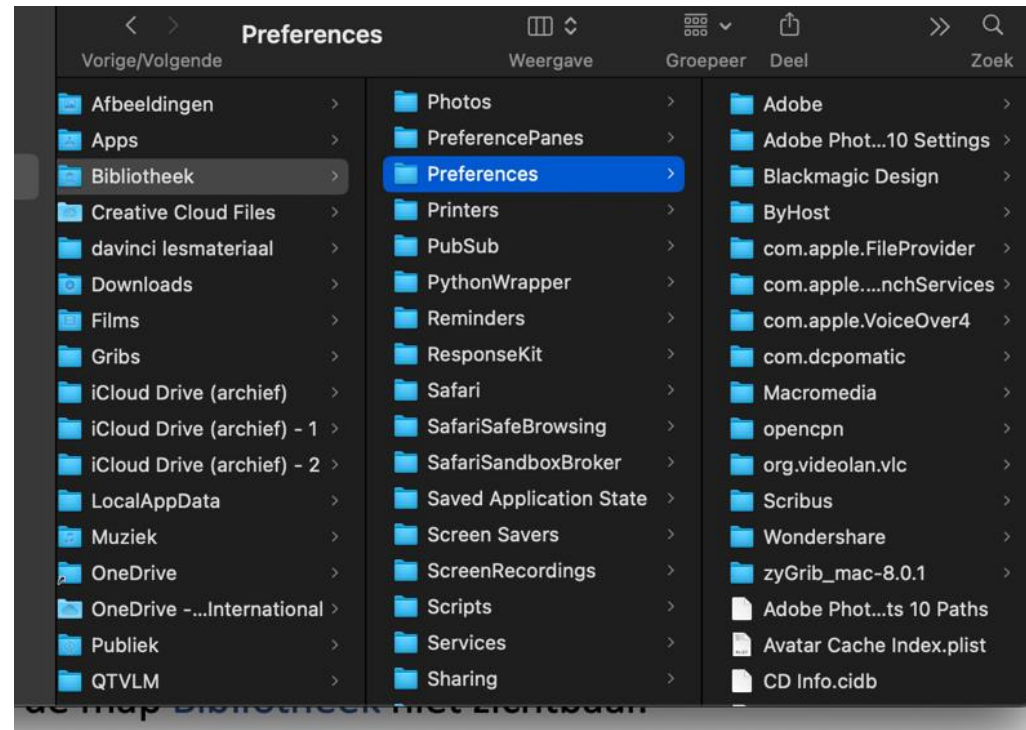 Preferences
Vorige/Volgende
Weergave
Groepeer
Deel
Zoek
Afbeeldingen
Apps
Bibliotheek
Creative Cloud Files
davinci lesmateriaal
Downloads
Films
Gribs
iCloud Drive (archief)
iCloud Drive (archief) - 1
iCloud Drive (archief) - 2
LocalAppData
Muziek
OneDrive
OneDrive -...International
Publiek
QTVLM
Photos
PreferencePanes
Preferences
Printers
PubSub
PythonWrapper
Reminders
ResponseKit
Safari
SafariSafeBrowsing
SafariSandboxBroker
Saved Application State
Screen Savers
ScreenRecordings
Scripts
Services
Sharing
Adobe
Adobe Phot...10 Settings
Blackmagic Design
ByHost
com.apple.FileProvider
com.apple....nchServices
com.apple.VoiceOver4
com.dcpomatic
Macromedia
opencpn
org.videolan.vlc
Scribus
Wondershare
zyGrib_mac-8.0.1
Adobe Phot...ts 10 Paths
Avatar Cache Index.plist
CD Info.cidb
de map Bibliotheek niet zichtbaar.